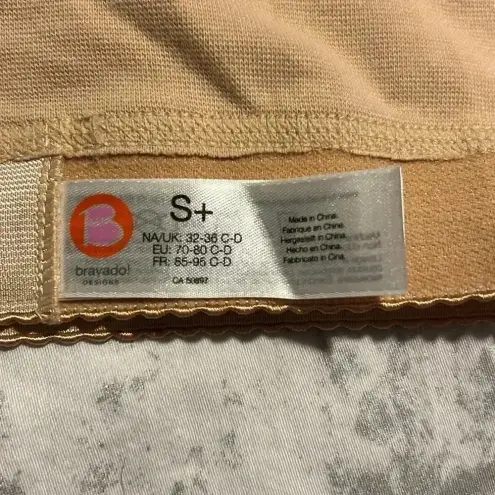 B
bravado!
DESIGNS
S+
NA/UK: 32-36 C-D
EU: 70-80 C-D
FR: 85-95 C-D
CA 50897
Made in China.
Fabriqué en China.
Hergestellt in China.
Hecho en China.
Fabbricato in Cina.